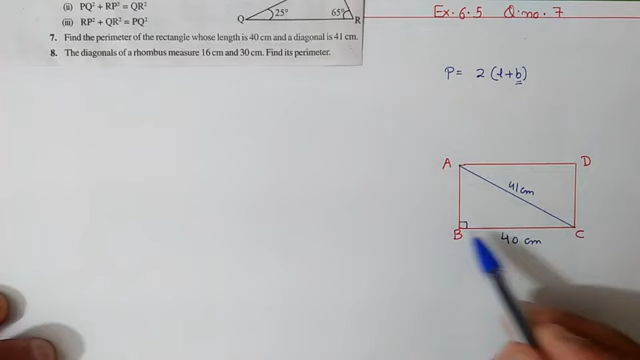 (ii) PQ² + RP² = QR²
(iii) RP² + QR² = PQ²
Q 25° 65° R
7. Find the perimeter of the rectangle whose length is 40 cm and a diagonal is 41 cm.
8. The diagonals of a rhombus measure 16 cm and 30 cm. Find its perimeter.
Ex. 6.5 Q. no. 7
P = 2 (l+b)
A D
41cm
B C
40 cm